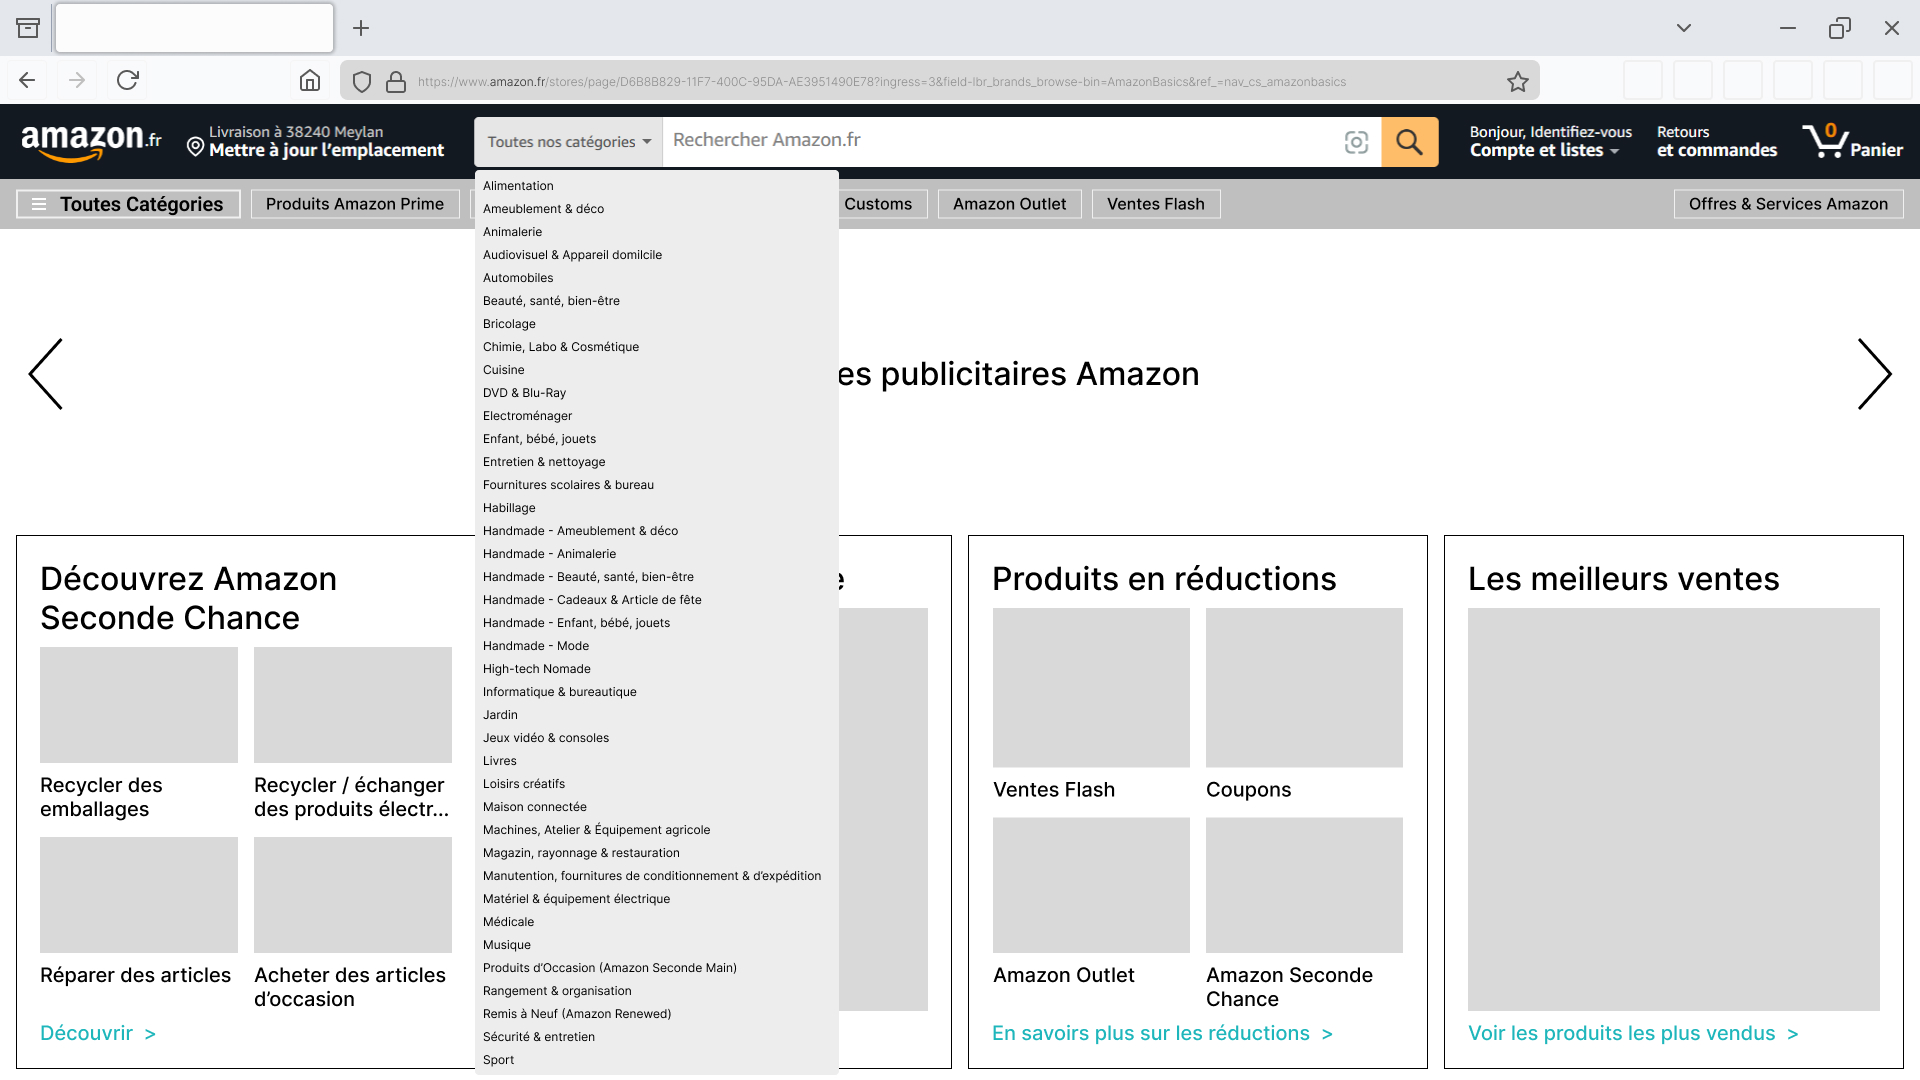 https://www.amazon.fr/stores/page/D6B8B829-11F7-400C-95DA-AE3951490E78?ingress=3&field-lbr_brands_browse-bin=AmazonBasics&ref_=nav_cs_amazonbasics
amazon.fr
Livraison à 38240 Meylan
Mettre à jour l’emplacement
Toutes nos catégories
Rechercher Amazon.fr
Bonjour, Identifiez-vous
Compte et listes
Retours
et commandes
0
Panier
Toutes Catégories
Produits Amazon Prime
Customs
Amazon Outlet
Ventes Flash
Offres & Services Amazon
Alimentation
Ameublement & déco
Animalerie
Audiovisuel & Appareil domilcile
Automobiles
Beauté, santé, bien-être
Bricolage
Chimie, Labo & Cosmétique
Cuisine
DVD & Blu-Ray
Electroménager
Enfant, bébé, jouets
Entretien & nettoyage
Fournitures scolaires & bureau
Habillage
Handmade - Ameublement & déco
Handmade - Animalerie
Handmade - Beauté, santé, bien-être
Handmade - Cadeaux & Article de fête
Handmade - Enfant, bébé, jouets
Handmade - Mode
High-tech Nomade
Informatique & bureautique
Jardin
Jeux vidéo & consoles
Livres
Loisirs créatifs
Maison connectée
Machines, Atelier & Équipement agricole
Magazin, rayonnage & restauration
Manutention, fournitures de conditionnement & d’expédition
Matériel & équipement électrique
Médicale
Musique
Produits d’Occasion (Amazon Seconde Main)
Rangement & organisation
Remis à Neuf (Amazon Renewed)
Sécurité & entretien
Sport
es publicitaires Amazon
Découvrez Amazon
Seconde Chance
Recycler des
emballages
Recycler / échanger
des produits électr...
Réparer des articles
Acheter des articles
d’occasion
Découvrir >
e
Produits en réductions
Ventes Flash
Coupons
Amazon Outlet
Amazon Seconde
Chance
En savoirs plus sur les réductions >
Les meilleurs ventes
Voir les produits les plus vendus >